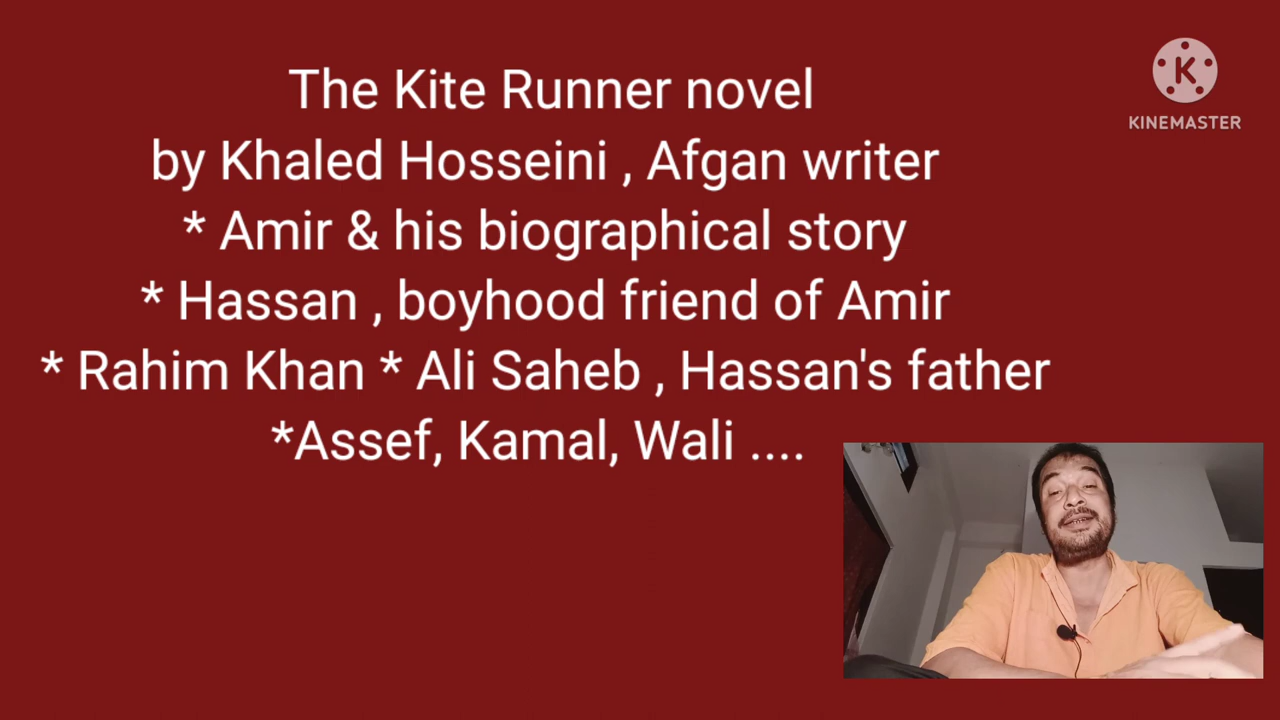 The Kite Runner novel
by Khaled Hosseini , Afgan writer
* Amir & his biographical story
* Hassan , boyhood friend of Amir
* Rahim Khan * Ali Saheb , Hassan's father
*Assef, Kamal, Wali ....
K
KINEMASTER